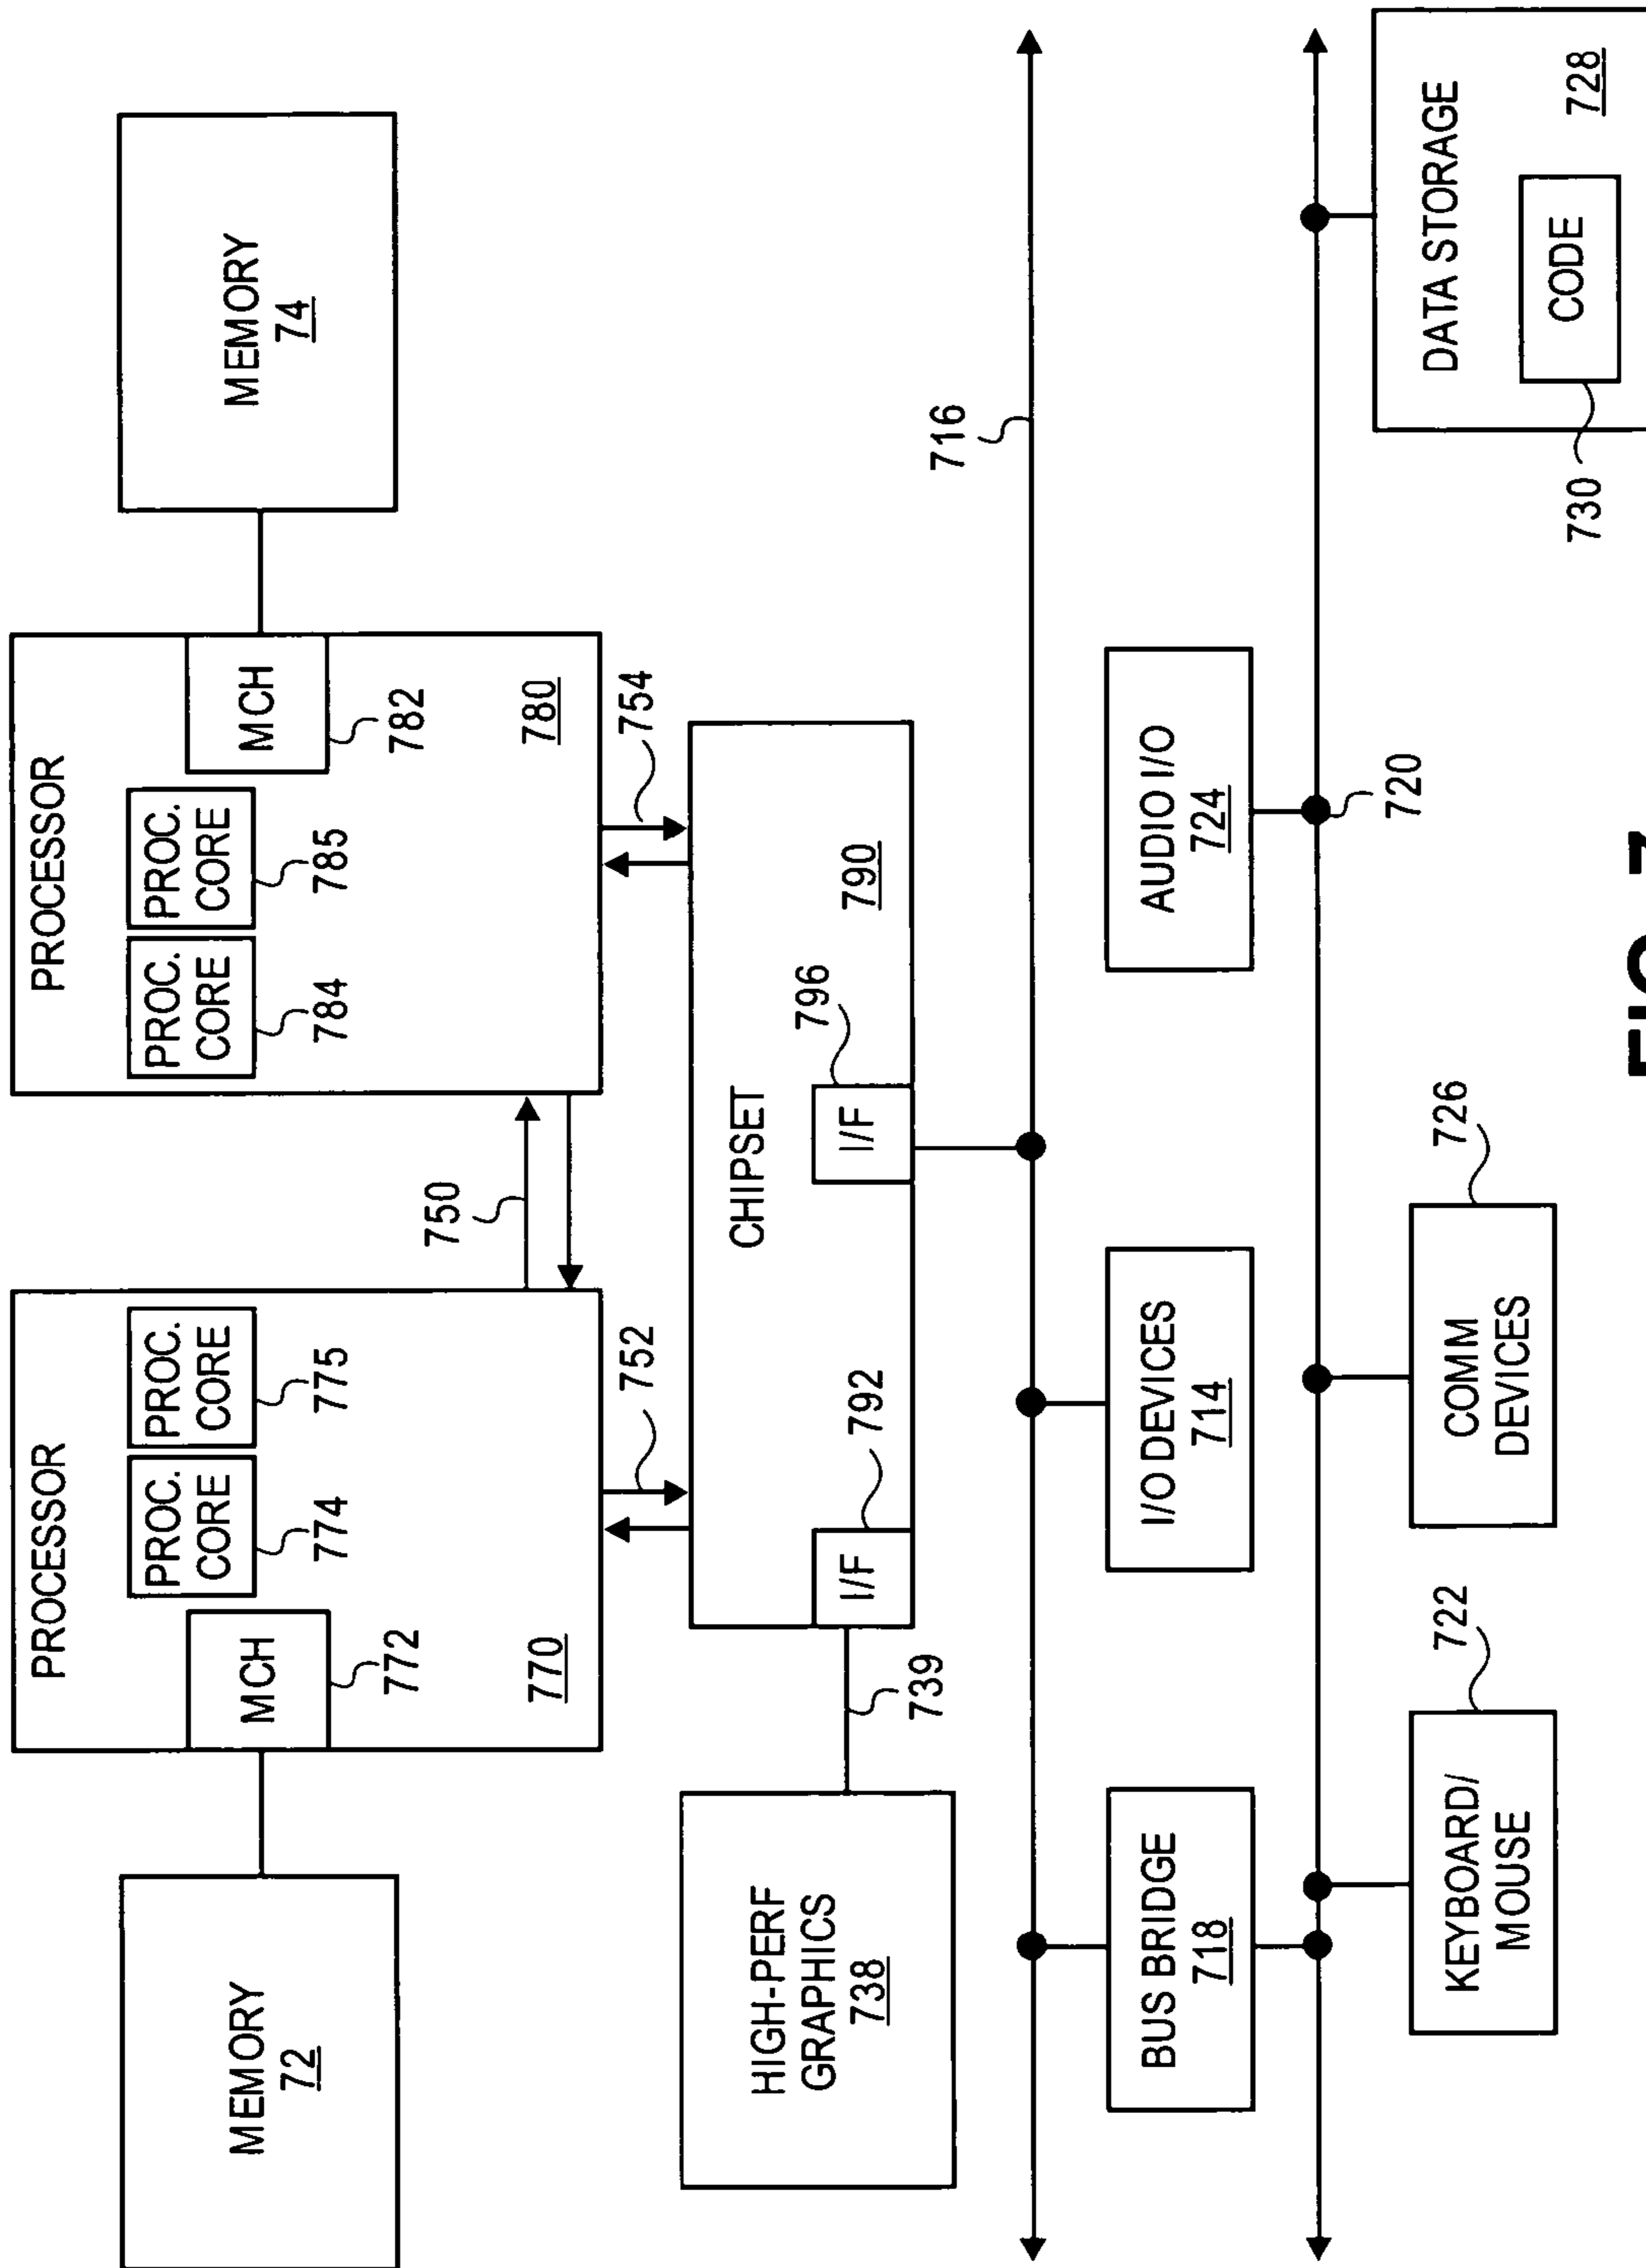 PROCESSOR
PROC.
CORE
774
PROC.
CORE
775
MCH
772
770
MEMORY
72
750
PROCESSOR
PROC.
CORE
784
PROC.
CORE
785
MCH
782
780
MEMORY
74
752
754
HIGH-PERF
GRAPHICS
738
739
CHIPSET
790
I/F
792
I/F
796
716
BUS BRIDGE
718
I/O DEVICES
714
AUDIO I/O
724
720
KEYBOARD/
MOUSE
722
COMM
DEVICES
726
DATA STORAGE
728
CODE
730
FIG. 7